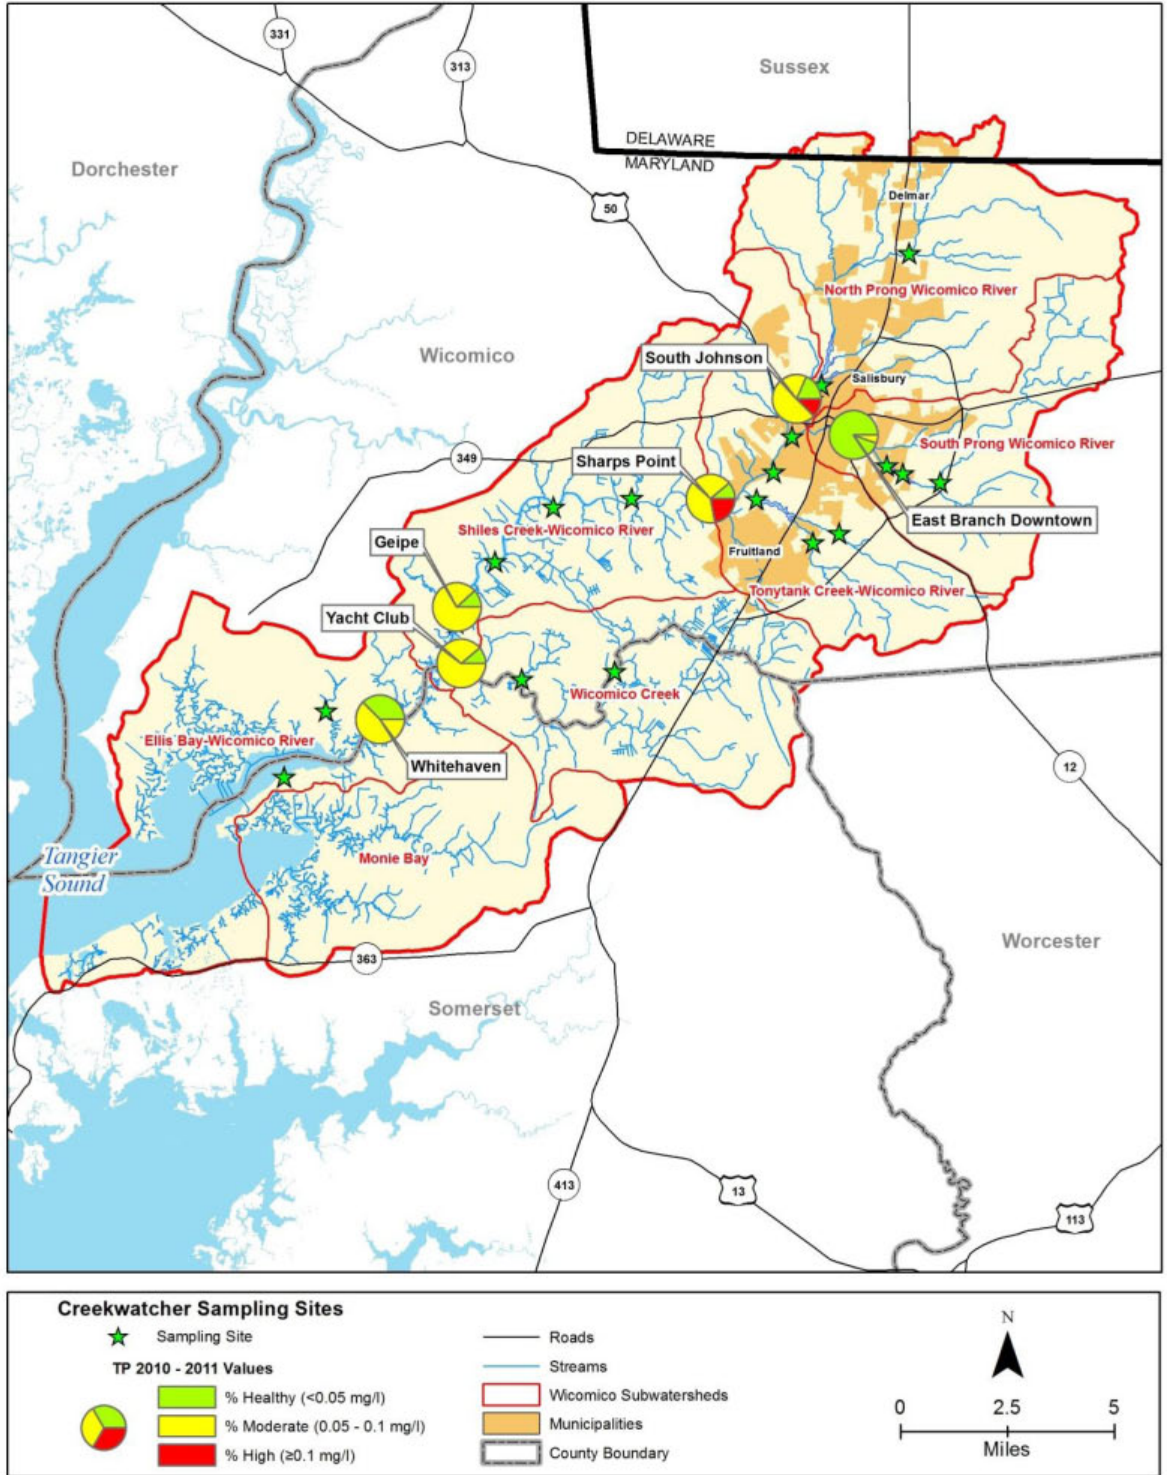 331
313
Sussex
DELAWARE
MARYLAND
Dorchester
50
Delmar
North Prong Wicomico River
Wicomico
South Johnson
Salisbury
349
South Prong Wicomico River
Sharps Point
East Branch Downtown
Shiles Creek-Wicomico River
Geipe
Fruitland
Tonytank Creek-Wicomico River
Yacht Club
Wicomico Creek
Ellis Bay-Wicomico River
Whitehaven
12
Tangier
Sound
Monie Bay
Worcester
363
Somerset
413
13
113
Creekwatcher Sampling Sites
Sampling Site
TP 2010 - 2011 Values
% Healthy (<0.05 mg/l)
% Moderate (0.05 - 0.1 mg/l)
% High (≥0.1 mg/l)
Roads
Streams
Wicomico Subwatersheds
Municipalities
County Boundary
N
0 2.5 5
Miles